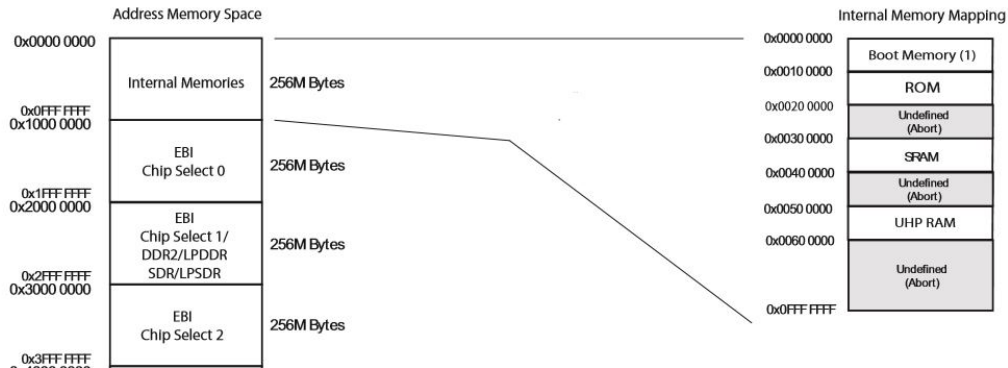 Address Memory Space
0x0000 0000
Internal Memories
256M Bytes
0x0FFF FFFF
0x1000 0000
EBI
Chip Select 0
256M Bytes
0x1FFF FFFF
0x2000 0000
EBI
Chip Select 1/
DDR2/LPDDR
SDR/LPSDR
256M Bytes
0x2FFF FFFF
0x3000 0000
EBI
Chip Select 2
256M Bytes
0x3FFF FFFF
Internal Memory Mapping
0x0000 0000
Boot Memory (1)
0x0010 0000
ROM
0x0020 0000
Undefined
(Abort)
0x0030 0000
SRAM
0x0040 0000
Undefined
(Abort)
0x0050 0000
UHP RAM
0x0060 0000
Undefined
(Abort)
0x0FFF FFFF